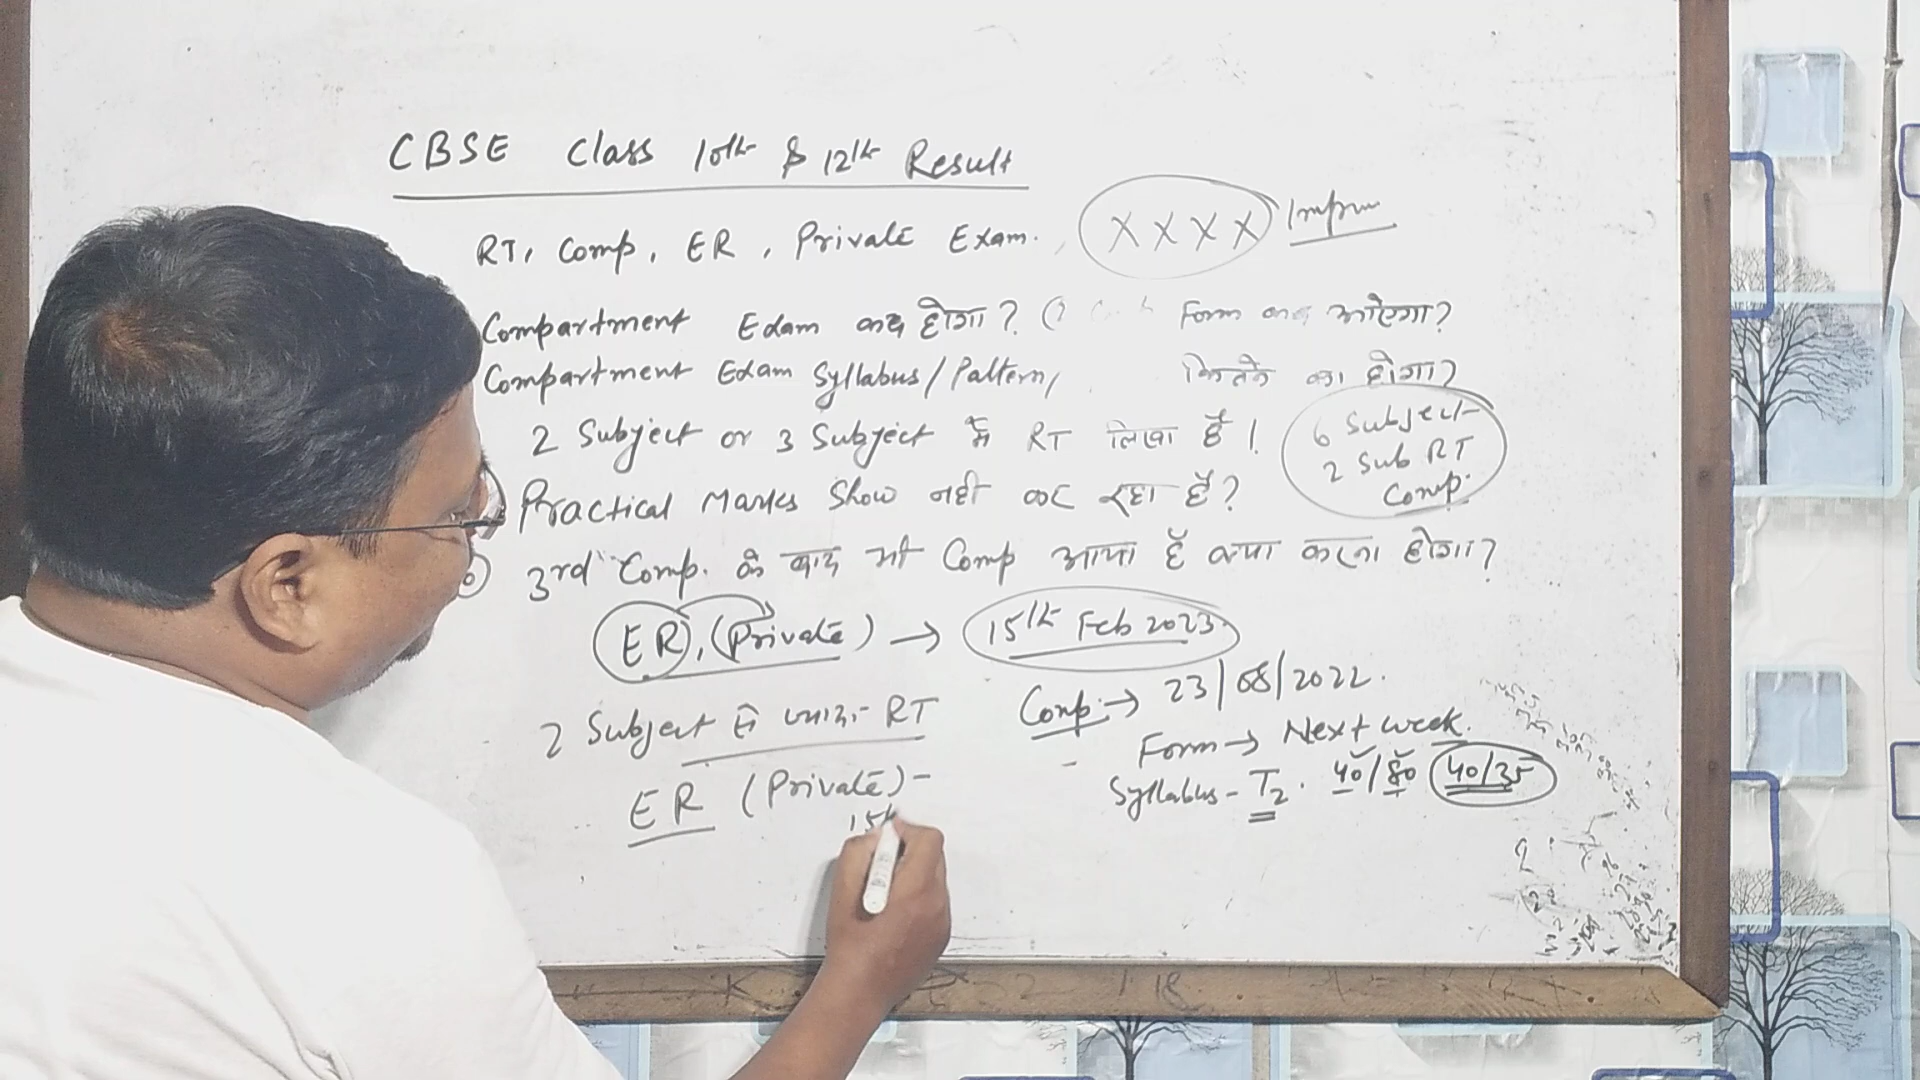 CBSE Class 10th & 12th Result
RT, Comp, ER, Private Exam. X X X X Improv
Compartment Exam कब होगा? Form कब आएगा?
Compartment Exam Syllabus/Pattern, कितने का होगा?
2 Subject or 3 Subject में RT लिखा है। 6 Subject
2 Sub RT
Comp.
Practical Marks Show नही कर रहा है?
3rd Comp. के बाद भी Comp आया है क्या करना होगा?
ER, (Private) → 15th Feb 2023.
Comp. → 23/08/2022.
Form → Next week.
Syllabus - T2. 40/80 40/35
2 Subject से ज्यादा- RT
ER (Private) -
15th